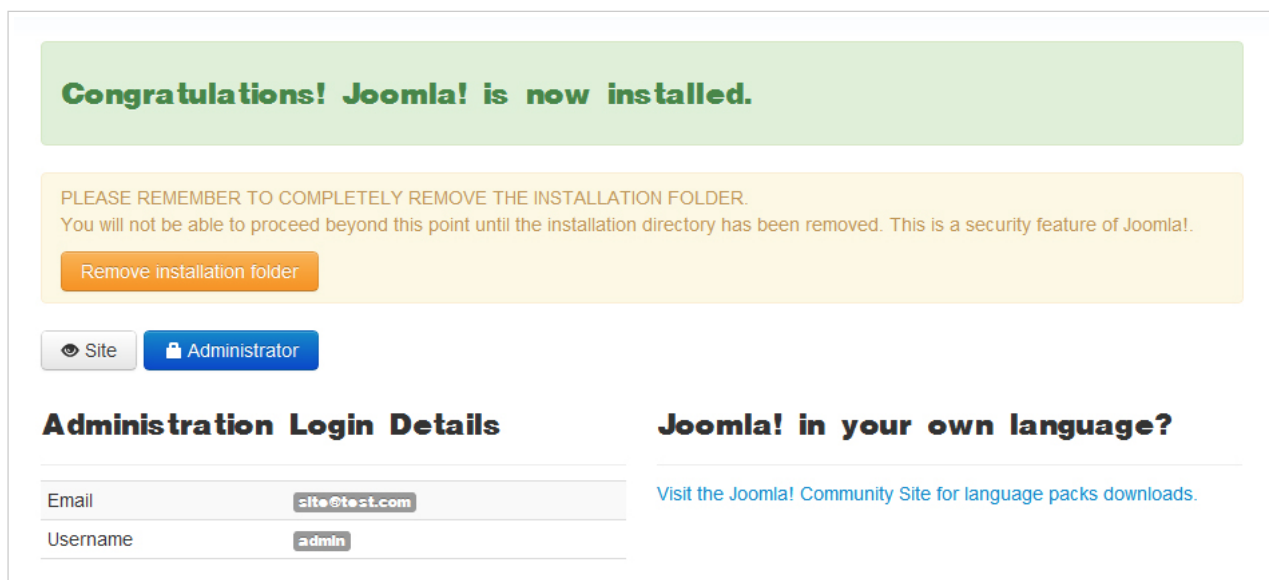 Congratulations! Joomla! is now installed.
PLEASE REMEMBER TO COMPLETELY REMOVE THE INSTALLATION FOLDER.
You will not be able to proceed beyond this point until the installation directory has been removed. This is a security feature of Joomla!.
Remove installation folder
Site
Administrator
Administration Login Details
Email site@test.com
Username admin
Joomla! in your own language?
Visit the Joomla! Community Site for language packs downloads.